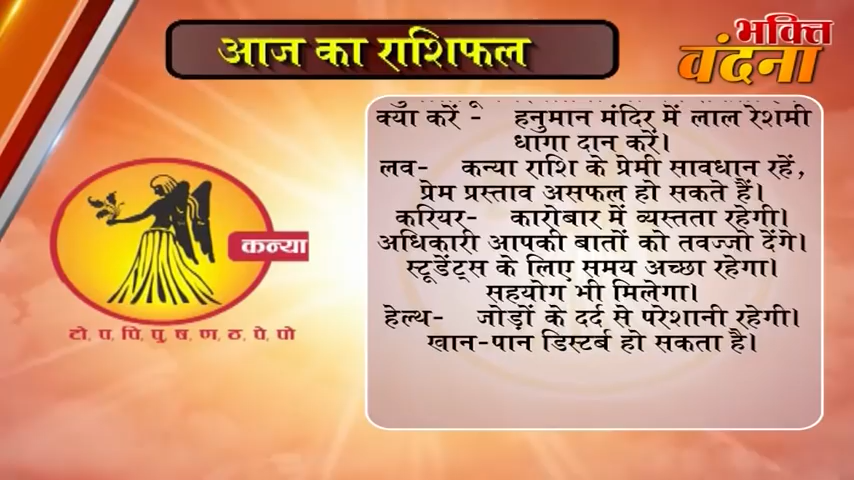 आज का राशिफल
भक्ति
वंदना
क्या करें - हनुमान मंदिर में लाल रेशमी
धागा दान करें।
लव- कन्या राशि के प्रेमी सावधान रहें,
प्रेम प्रस्ताव असफल हो सकते हैं।
करियर- कारोबार में व्यस्तता रहेगी।
अधिकारी आपकी बातों को तवज्जो देंगे।
स्टूडेंट्स के लिए समय अच्छा रहेगा।
सहयोग भी मिलेगा।
हेल्थ- जोड़ों के दर्द से परेशानी रहेगी।
खान-पान डिस्टर्ब हो सकता है।
कन्या
टो, प, पि, पु, ष, ण, ठ, पे, पो